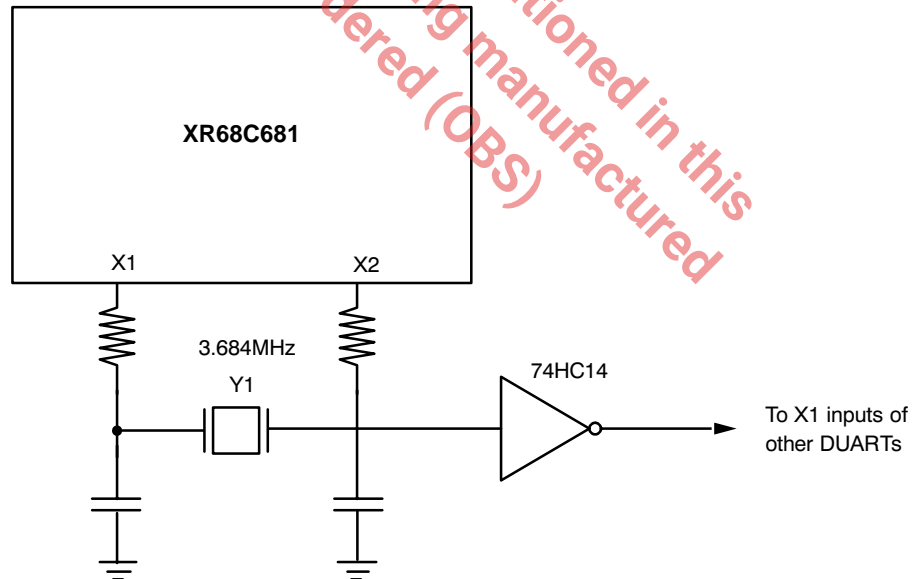 tioned in this
ng manufactured
dered (OBS)
XR68C681
X1
X2
3.684MHz
Y1
74HC14
To X1 inputs of
other DUARTs